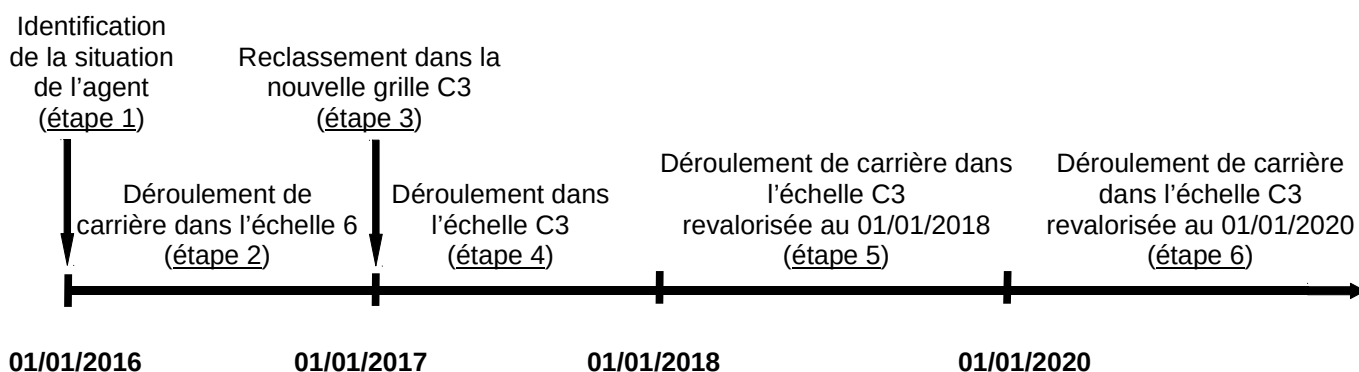 Identification
de la situation
de l’agent
(étape 1)
Reclassement dans la
nouvelle grille C3
(étape 3)
Déroulement de
carrière dans l’échelle 6
(étape 2)
Déroulement dans
l’échelle C3
(étape 4)
Déroulement de carrière dans
l’échelle C3
revalorisée au 01/01/2018
(étape 5)
Déroulement de carrière
dans l’échelle C3
revalorisée au 01/01/2020
(étape 6)
01/01/2016
01/01/2017
01/01/2018
01/01/2020